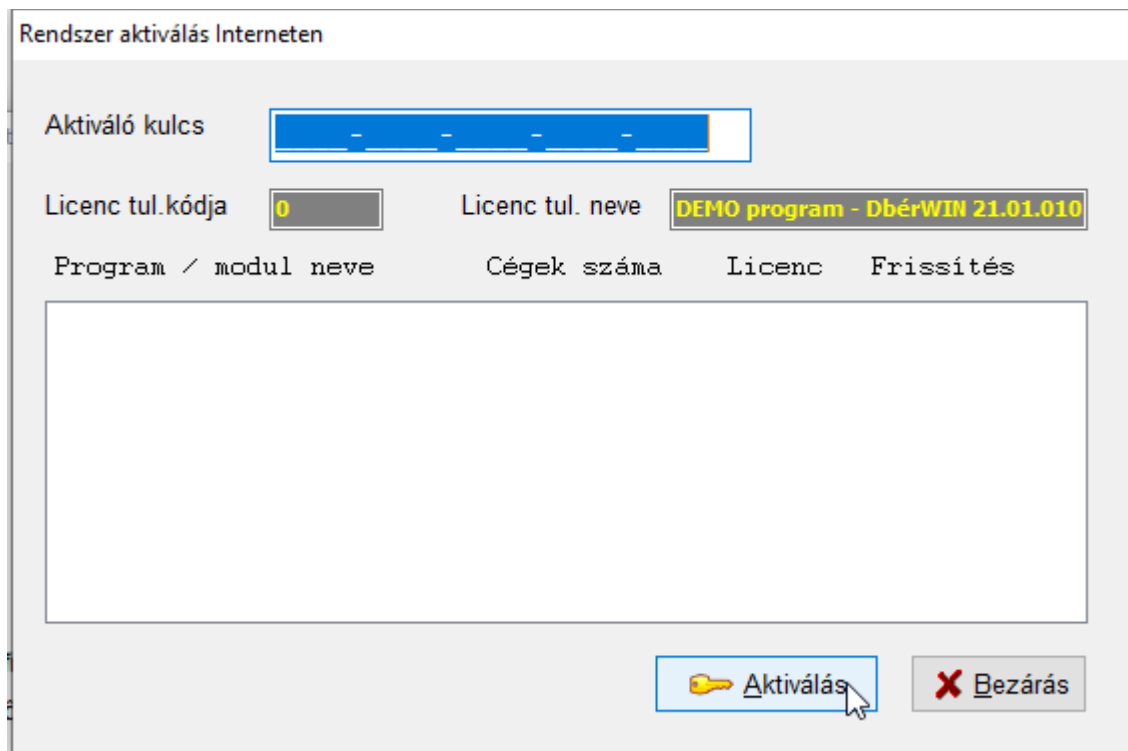 Rendszer aktiválás Interneten
Aktiváló kulcs ____-____-____-____-____
Licenc tul.kódja 0 Licenc tul. neve DEMO program - DbérWIN 21.01.010
Program / modul neve Cégek száma Licenc Frissítés
Aktiválás Bezárás